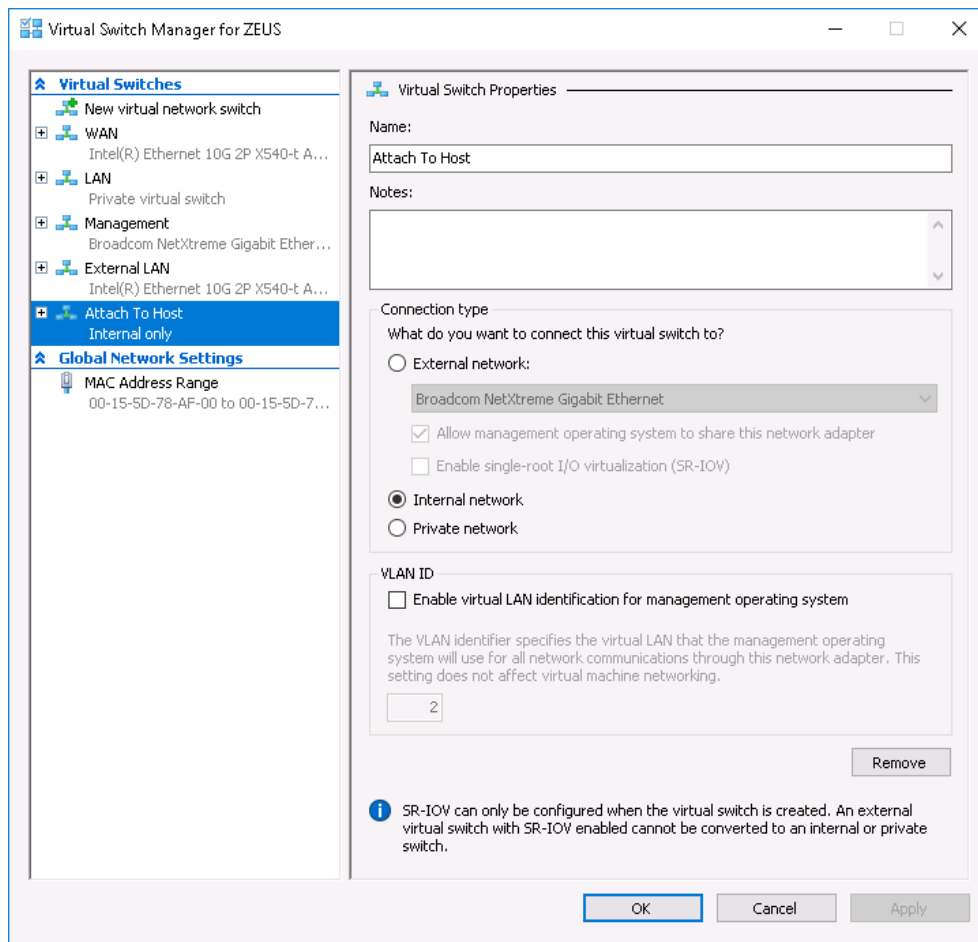 Virtual Switch Manager for ZEUS
Virtual Switches
New virtual network switch
WAN
Intel(R) Ethernet 10G 2P X540-t A...
LAN
Private virtual switch
Management
Broadcom NetXtreme Gigabit Ether...
External LAN
Intel(R) Ethernet 10G 2P X540-t A...
Attach To Host
Internal only
Global Network Settings
MAC Address Range
00-15-5D-78-AF-00 to 00-15-5D-7...
Virtual Switch Properties
Name:
Attach To Host
Notes:
Connection type
What do you want to connect this virtual switch to?
External network:
Broadcom NetXtreme Gigabit Ethernet
Allow management operating system to share this network adapter
Enable single-root I/O virtualization (SR-IOV)
Internal network
Private network
VLAN ID
Enable virtual LAN identification for management operating system
The VLAN identifier specifies the virtual LAN that the management operating
system will use for all network communications through this network adapter. This
setting does not affect virtual machine networking.
2
Remove
SR-IOV can only be configured when the virtual switch is created. An external
virtual switch with SR-IOV enabled cannot be converted to an internal or private
switch.
OK
Cancel
Apply